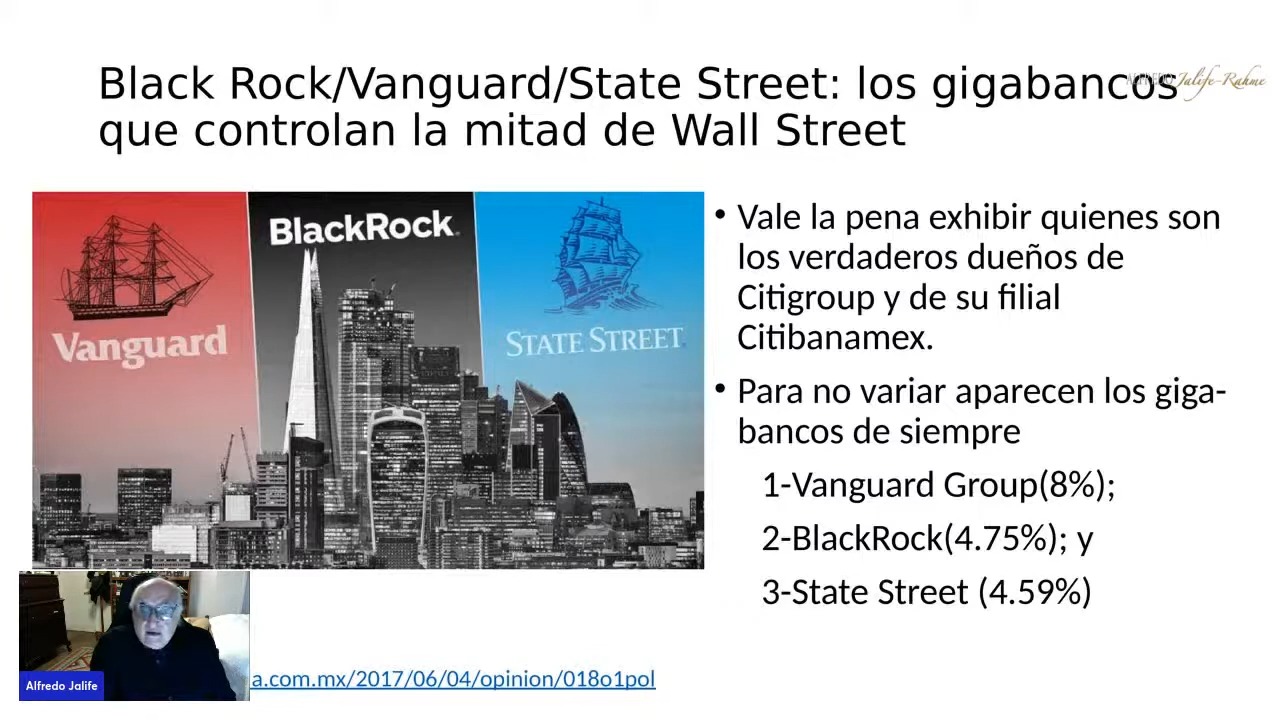 Black Rock/Vanguard/State Street: los gigabancos
que controlan la mitad de Wall Street
ALFREDO Jalife-Rahme
Vanguard
BlackRock
STATE STREET
• Vale la pena exhibir quienes son
los verdaderos dueños de
Citigroup y de su filial
Citibanamex.
• Para no variar aparecen los giga-
bancos de siempre
1-Vanguard Group(8%);
2-BlackRock(4.75%); y
3-State Street (4.59%)
Alfredo Jalife
a.com.mx/2017/06/04/opinion/018o1pol